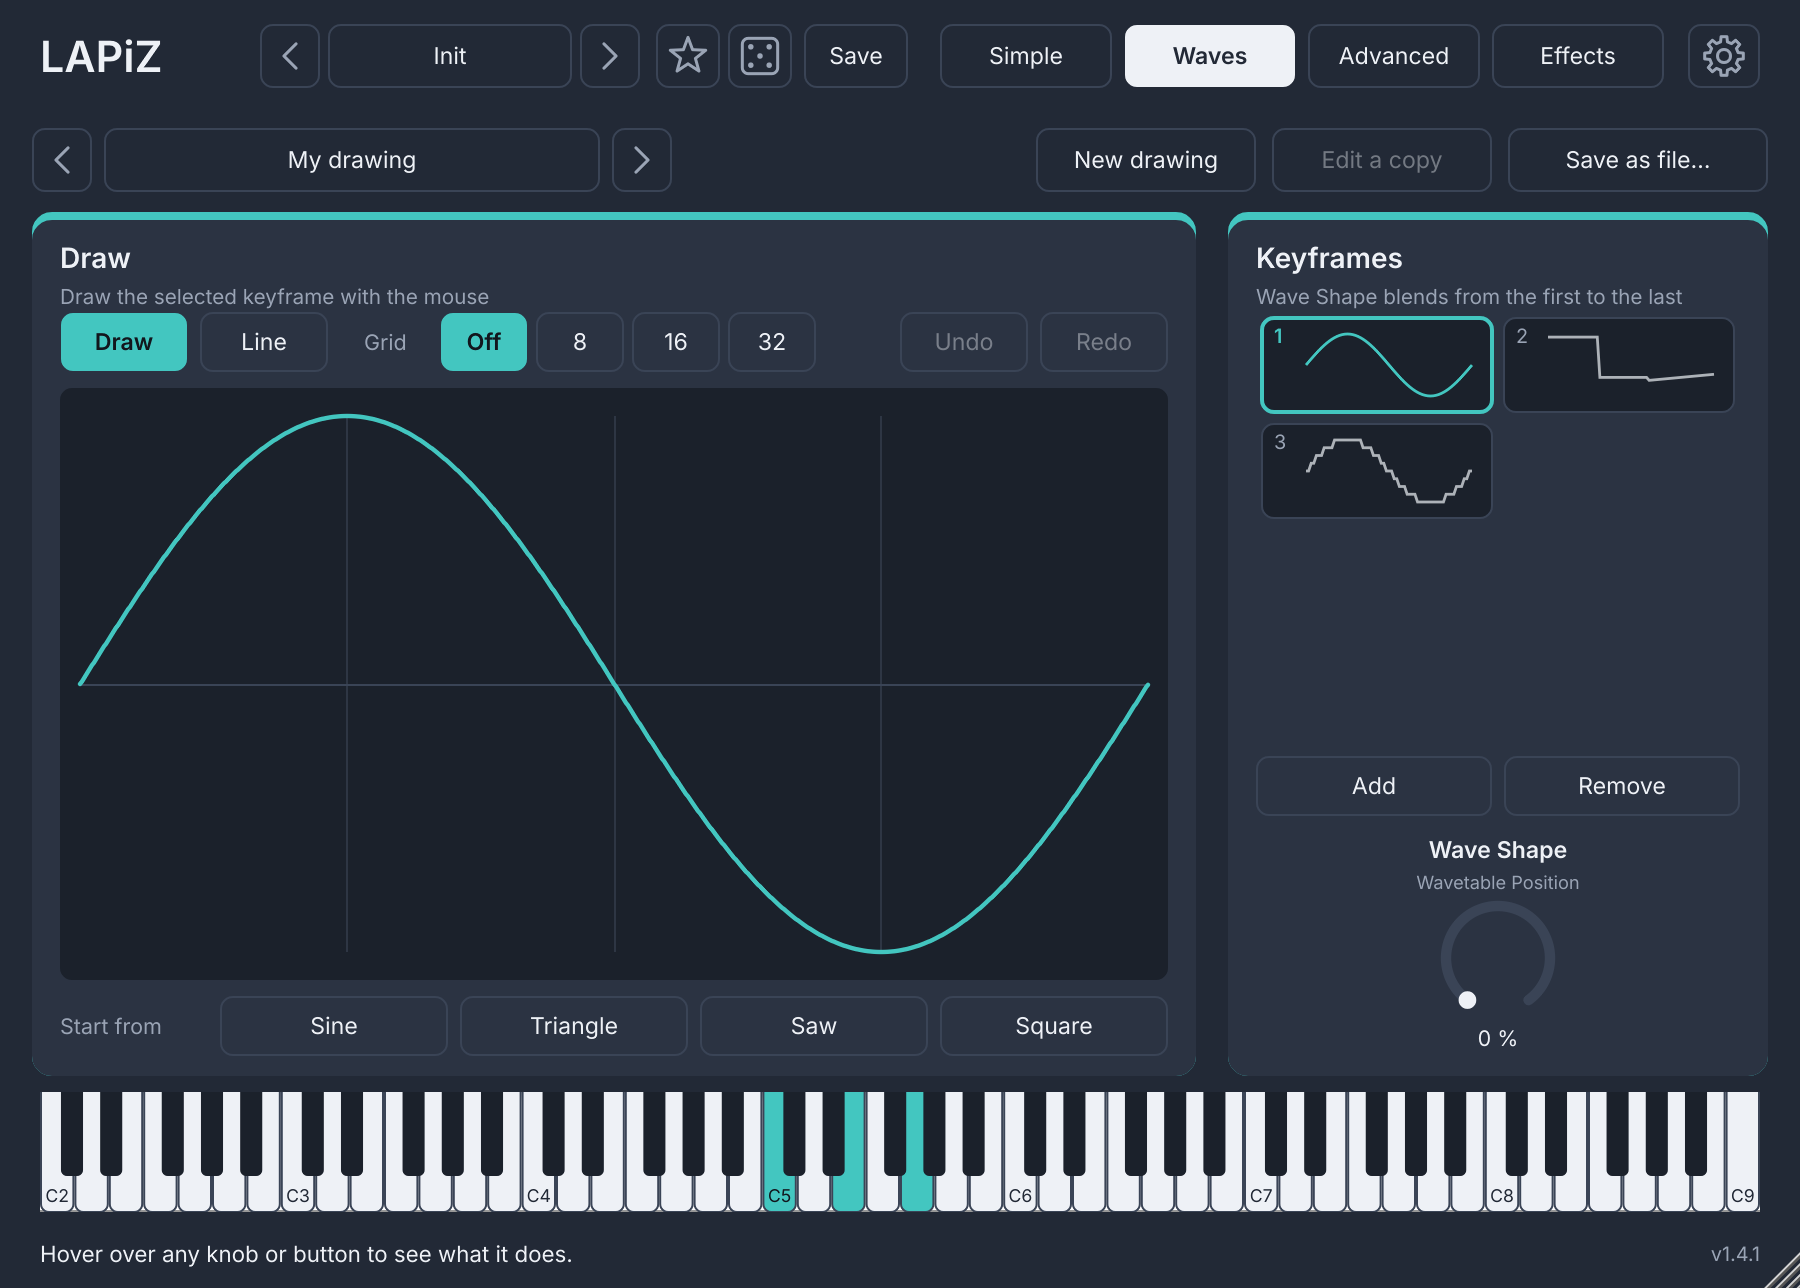 LAPiZ
Init
Save
Simple
Waves
Advanced
Effects
My drawing
New drawing
Edit a copy
Save as file...
Draw
Draw the selected keyframe with the mouse
Draw
Line
Grid
Off
8
16
32
Undo
Redo
Start from
Sine
Triangle
Saw
Square
Keyframes
Wave Shape blends from the first to the last
1
2
3
Add
Remove
Wave Shape
Wavetable Position
0 %
C2
C3
C4
C5
C6
C7
C8
C9
Hover over any knob or button to see what it does.
v1.4.1